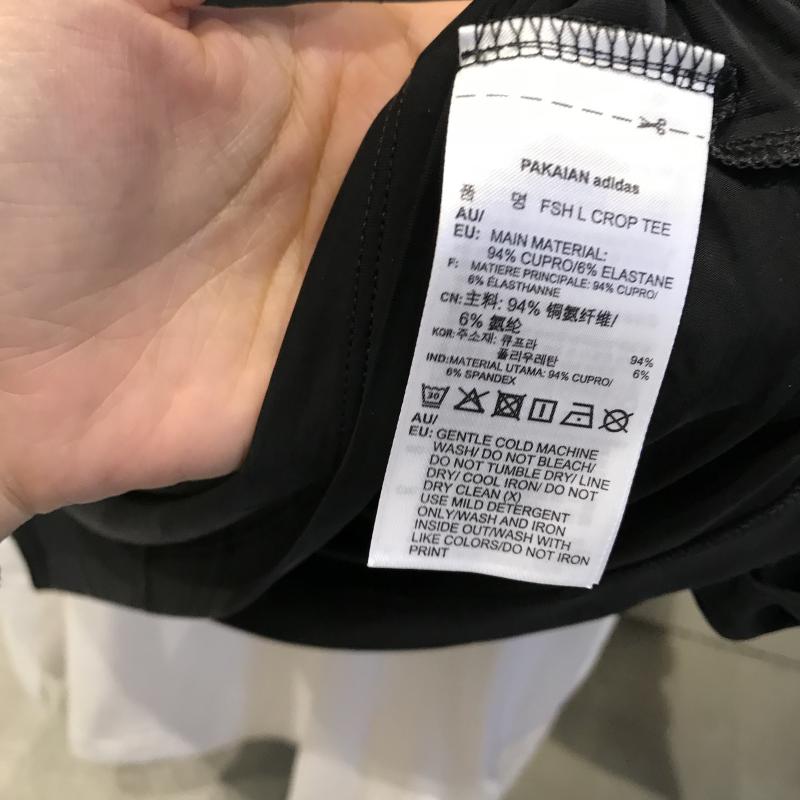 PAKAIAN adidas
품 명 FSH L CROP TEE
AU/
EU: MAIN MATERIAL:
94% CUPRO/6% ELASTANE
F: MATIERE PRINCIPALE: 94% CUPRO/
6% ÉLASTHANNE
CN:主料: 94% 铜氨纤维/
6% 氨纶
KOR:주소재: 큐프라 94%
폴리우레탄 6%
IND:MATERIAL UTAMA: 94% CUPRO/
6% SPANDEX
30
AU/
EU: GENTLE COLD MACHINE
WASH/ DO NOT BLEACH/
DO NOT TUMBLE DRY/ LINE
DRY/ COOL IRON/ DO NOT
DRY CLEAN (X)
USE MILD DETERGENT
ONLY/WASH AND IRON
INSIDE OUT/WASH WITH
LIKE COLORS/DO NOT IRON
PRINT